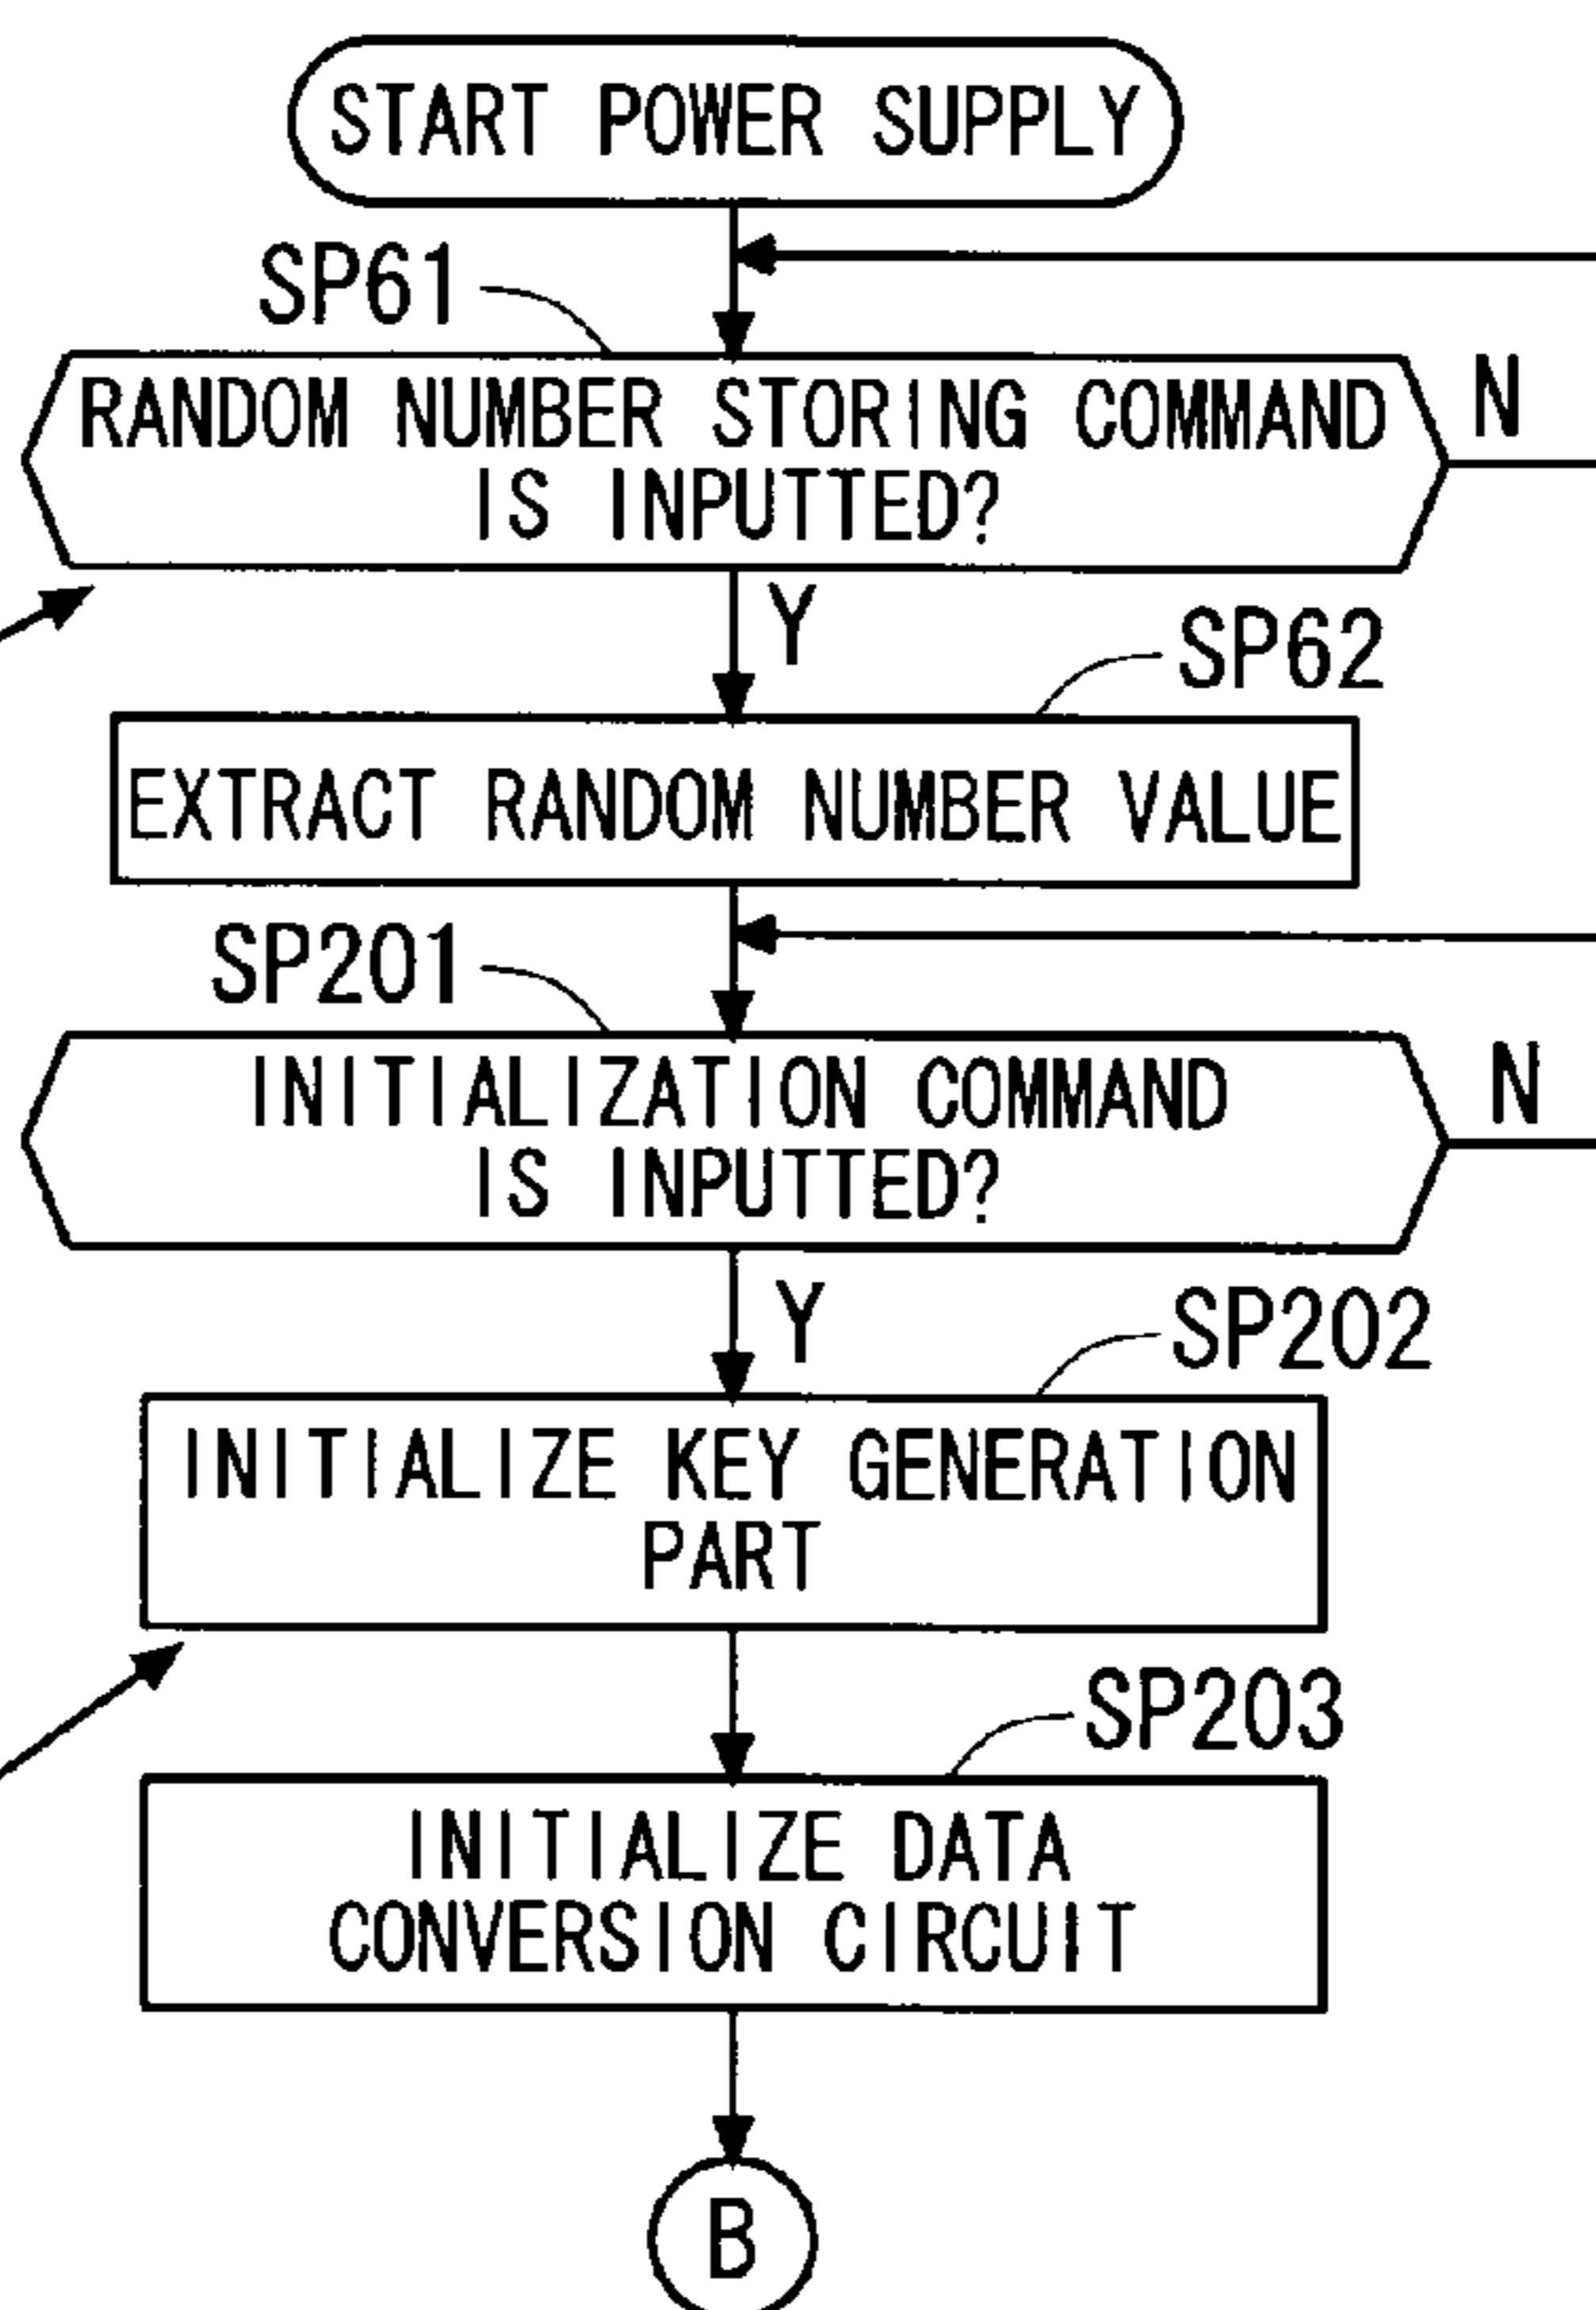 START POWER SUPPLY
SP61
RANDOM NUMBER STORING COMMAND
IS INPUTTED?
N
Y
SP62
EXTRACT RANDOM NUMBER VALUE
SP201
INITIALIZATION COMMAND
IS INPUTTED?
N
Y
SP202
INITIALIZE KEY GENERATION
PART
SP203
INITIALIZE DATA
CONVERSION CIRCUIT
B